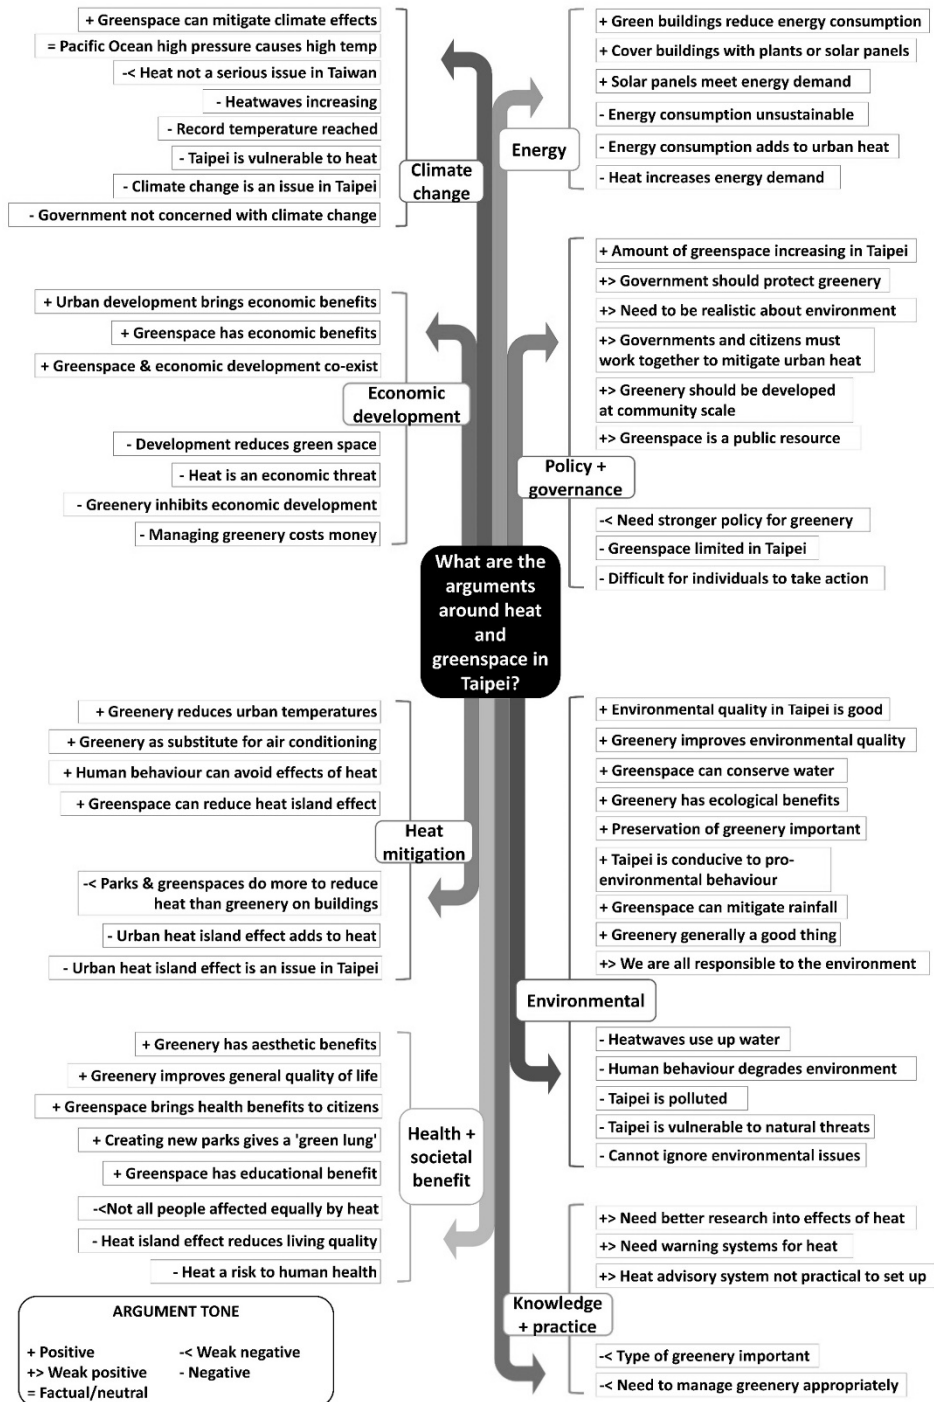 + Greenspace can mitigate climate effects
= Pacific Ocean high pressure causes high temp
-< Heat not a serious issue in Taiwan
- Heatwaves increasing
- Record temperature reached
- Taipei is vulnerable to heat
- Climate change is an issue in Taipei
- Government not concerned with climate change
Climate
change
+ Green buildings reduce energy consumption
+ Cover buildings with plants or solar panels
+ Solar panels meet energy demand
- Energy consumption unsustainable
- Energy consumption adds to urban heat
- Heat increases energy demand
Energy
+ Urban development brings economic benefits
+ Greenspace has economic benefits
+ Greenspace & economic development co-exist
Economic
development
- Development reduces green space
- Heat is an economic threat
- Greenery inhibits economic development
- Managing greenery costs money
+ Amount of greenspace increasing in Taipei
+> Government should protect greenery
+> Need to be realistic about environment
+> Governments and citizens must
work together to mitigate urban heat
+> Greenery should be developed
at community scale
+> Greenspace is a public resource
Policy +
governance
-< Need stronger policy for greenery
- Greenspace limited in Taipei
- Difficult for individuals to take action
What are the
arguments
around heat
and
greenspace in
Taipei?
+ Greenery reduces urban temperatures
+ Greenery as substitute for air conditioning
+ Human behaviour can avoid effects of heat
+ Greenspace can reduce heat island effect
Heat
mitigation
-< Parks & greenspaces do more to reduce
heat than greenery on buildings
- Urban heat island effect adds to heat
- Urban heat island effect is an issue in Taipei
+ Environmental quality in Taipei is good
+ Greenery improves environmental quality
+ Greenspace can conserve water
+ Greenery has ecological benefits
+ Preservation of greenery important
+ Taipei is conducive to pro-
environmental behaviour
+ Greenspace can mitigate rainfall
+ Greenery generally a good thing
+> We are all responsible to the environment
Environmental
- Heatwaves use up water
- Human behaviour degrades environment
- Taipei is polluted
- Taipei is vulnerable to natural threats
- Cannot ignore environmental issues
+ Greenery has aesthetic benefits
+ Greenery improves general quality of life
+ Greenspace brings health benefits to citizens
+ Creating new parks gives a 'green lung'
+ Greenspace has educational benefit
-<Not all people affected equally by heat
- Heat island effect reduces living quality
- Heat a risk to human health
Health +
societal
benefit
+> Need better research into effects of heat
+> Need warning systems for heat
+> Heat advisory system not practical to set up
Knowledge
+ practice
-< Type of greenery important
-< Need to manage greenery appropriately
ARGUMENT TONE
+ Positive
-< Weak negative
+> Weak positive
- Negative
= Factual/neutral